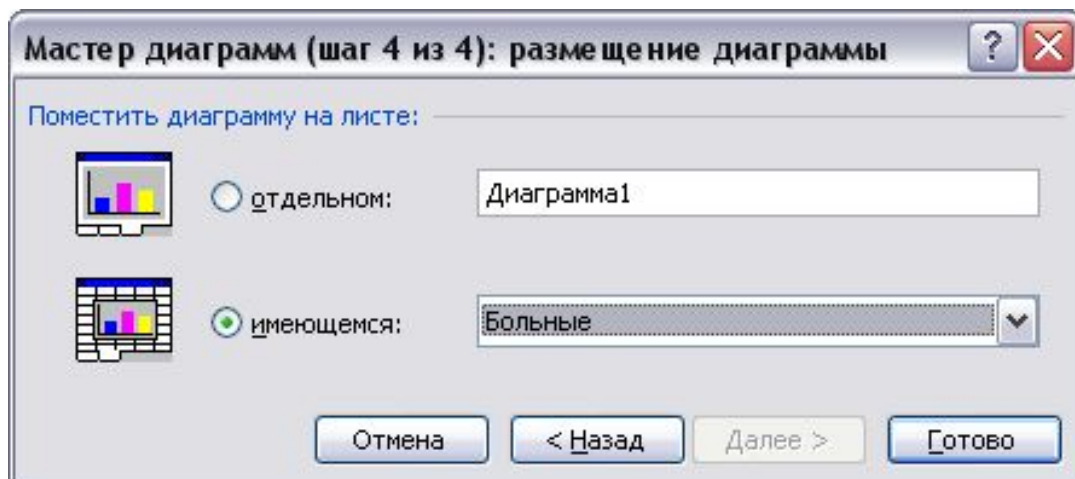 Мастер диаграмм (шаг 4 из 4): размещение диаграммы
Поместить диаграмму на листе:
отдельном: Диаграмма1
имеющемся: Больные
Отмена < Назад Далее > Готово